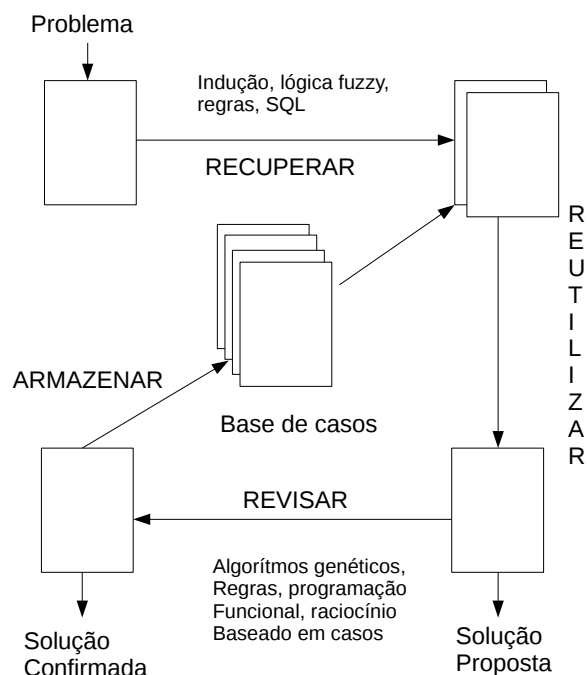 Problema
Indução, lógica fuzzy,
regras, SQL
RECUPERAR
REUTILIZAR
ARMAZENAR
Base de casos
REVISAR
Algorítmos genéticos,
Regras, programação
Funcional, raciocínio
Baseado em casos
Solução
Confirmada
Solução
Proposta